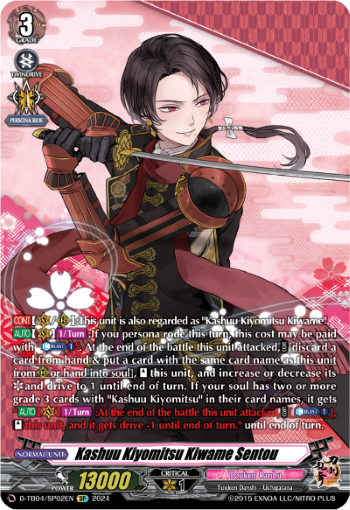 3
GRADE
TWINDRIVE
PERSONA RIDE
CONT [ / ]:This unit is also regarded as "Kashuu Kiyomitsu Kiwame".
AUTO [ ] 1/Turn :If you persona rode this turn, this cost may be paid
with . At the end of the battle this unit attacked, [discard a
card from hand & put a card with the same card name as this unit
from or hand into soul], this unit, and increase or decrease its
and drive to 1 until end of turn. If your soul has two or more
grade 3 cards with "Kashuu Kiyomitsu" in their card names, it gets
"AUTO [ ] 1/Turn :At the end of the battle this unit attacked,
this unit, and it gets drive -1 until end of turn." until end of turn.
NORMAL UNIT
Kashuu Kiyomitsu Kiwame Sentou
POWER 13000
CRITICAL
1
Touken Ranbu
Touken Danshi - Uchigatana
D-TB04/SP02EN SP 2024
©2015 EXNOA LLC/NITRO PLUS